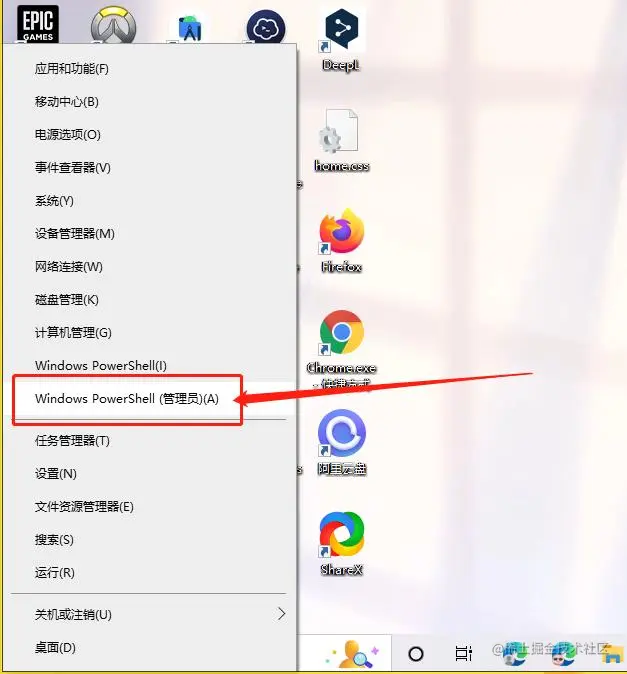 EPIC
GAMES
DeepL
应用和功能(F)
移动中心(B)
电源选项(O)
事件查看器(V)
home.css
系统(Y)
设备管理器(M)
网络连接(W)
Firefox
磁盘管理(K)
计算机管理(G)
Windows PowerShell(I)
Chrome.exe
- 快捷方式
Windows PowerShell (管理员)(A)
任务管理器(T)
阿里云盘
设置(N)
文件资源管理器(E)
搜索(S)
运行(R)
ShareX
关机或注销(U)
桌面(D)
@稀土掘金技术社区